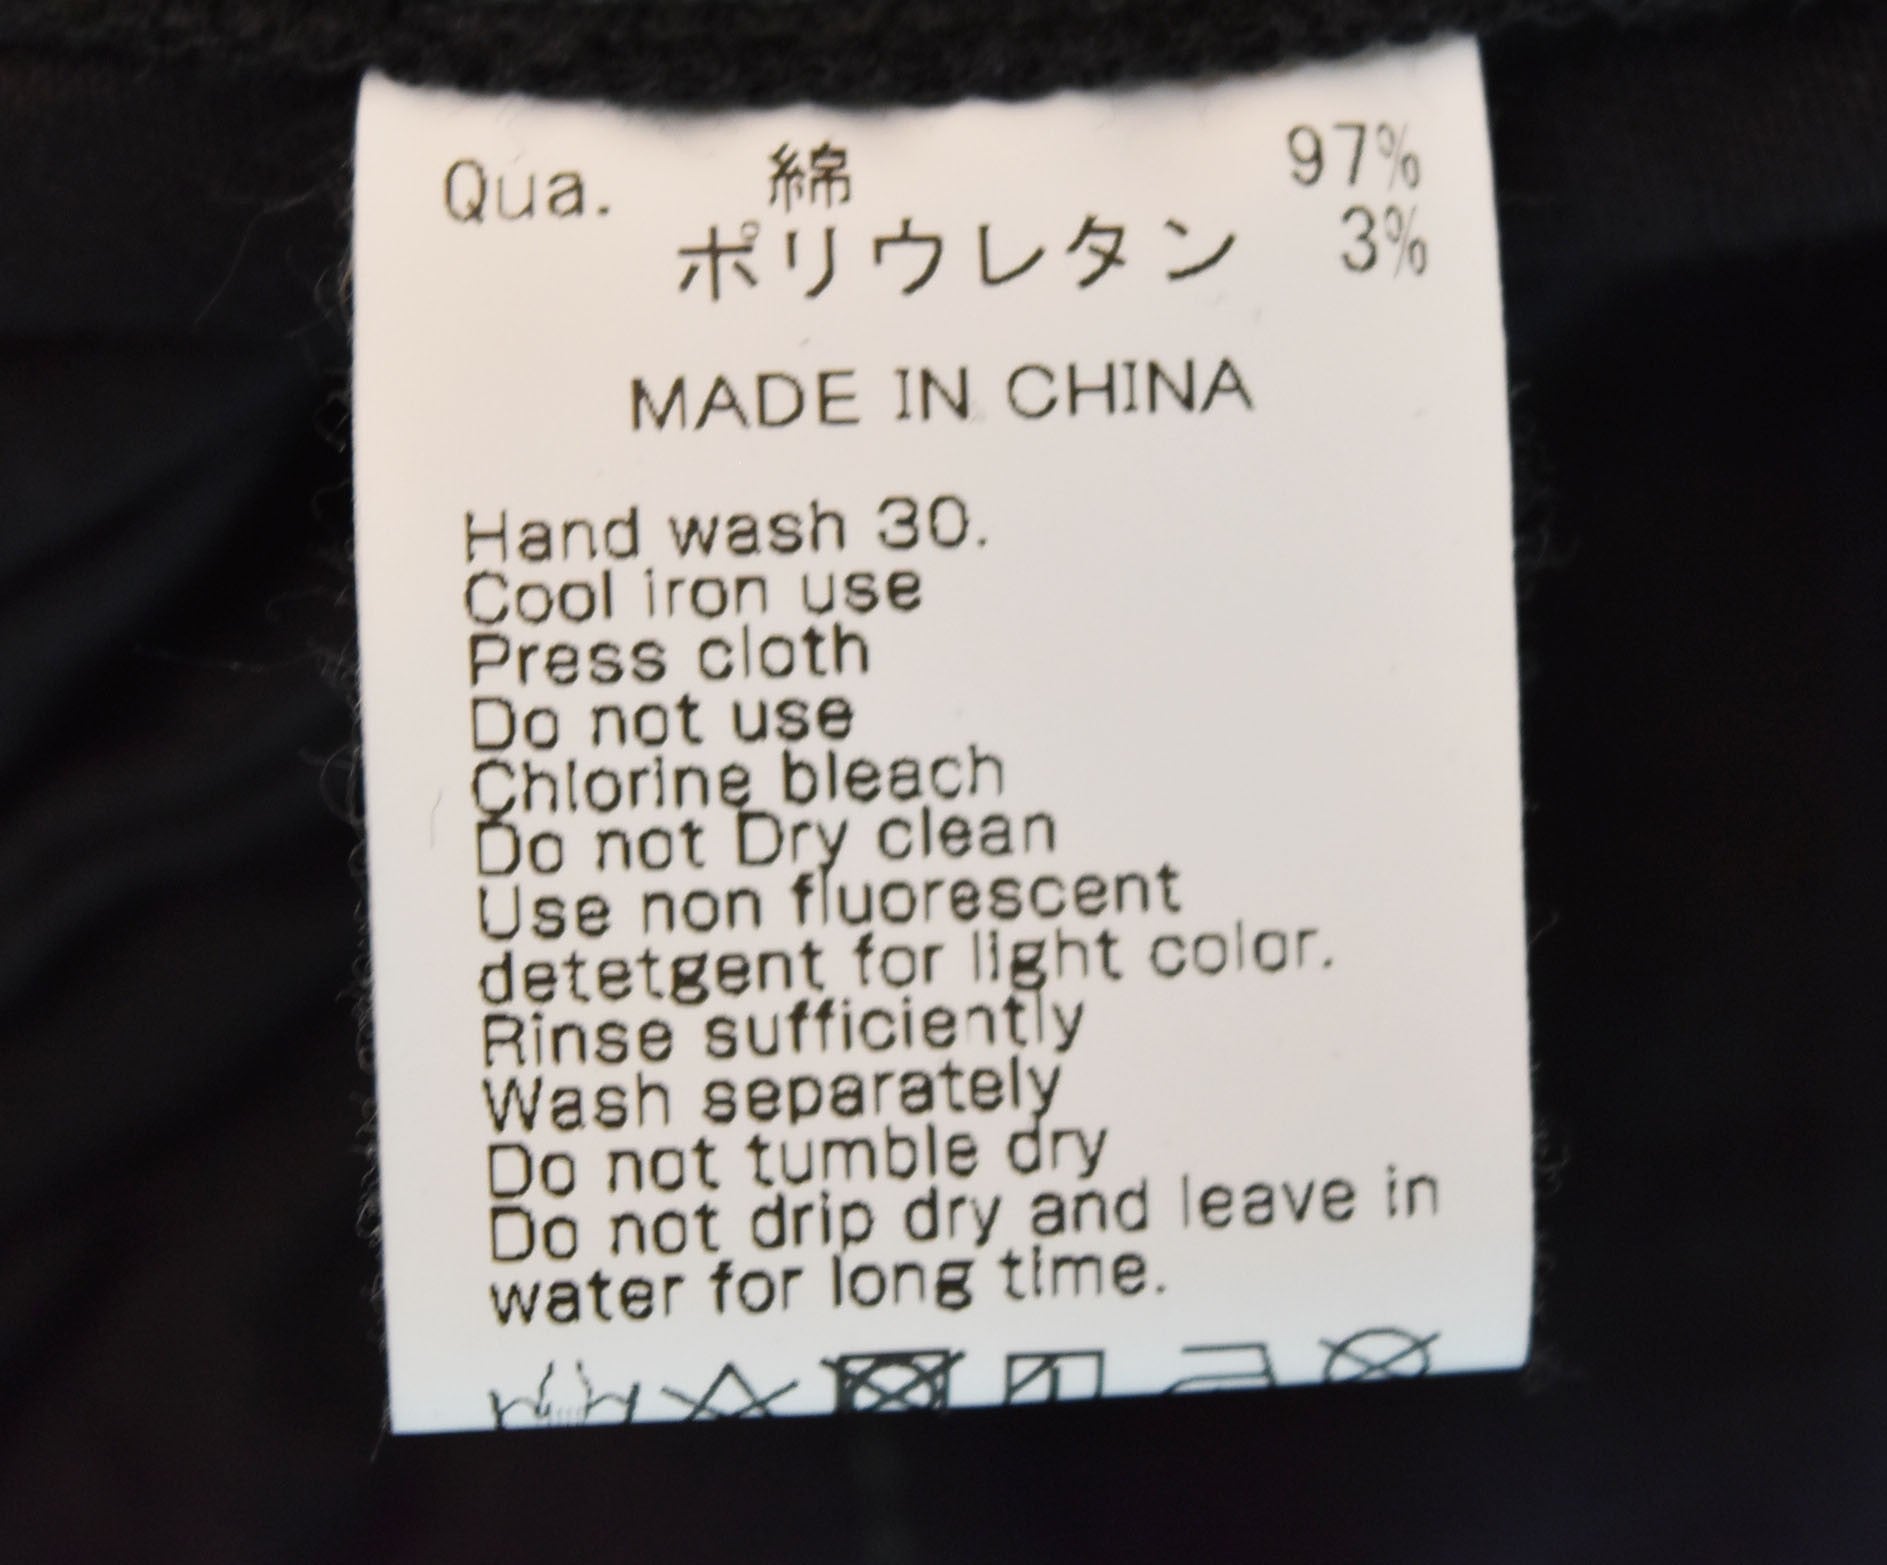 Qua. 綿 97%
ポリウレタン 3%
MADE IN CHINA
Hand wash 30.
Cool iron use
Press cloth
Do not use
Chlorine bleach
Do not Dry clean
Use non fluorescent
detetgent for light color.
Rinse sufficiently
Wash separately
Do not tumble dry
Do not drip dry and leave in
water for long time.